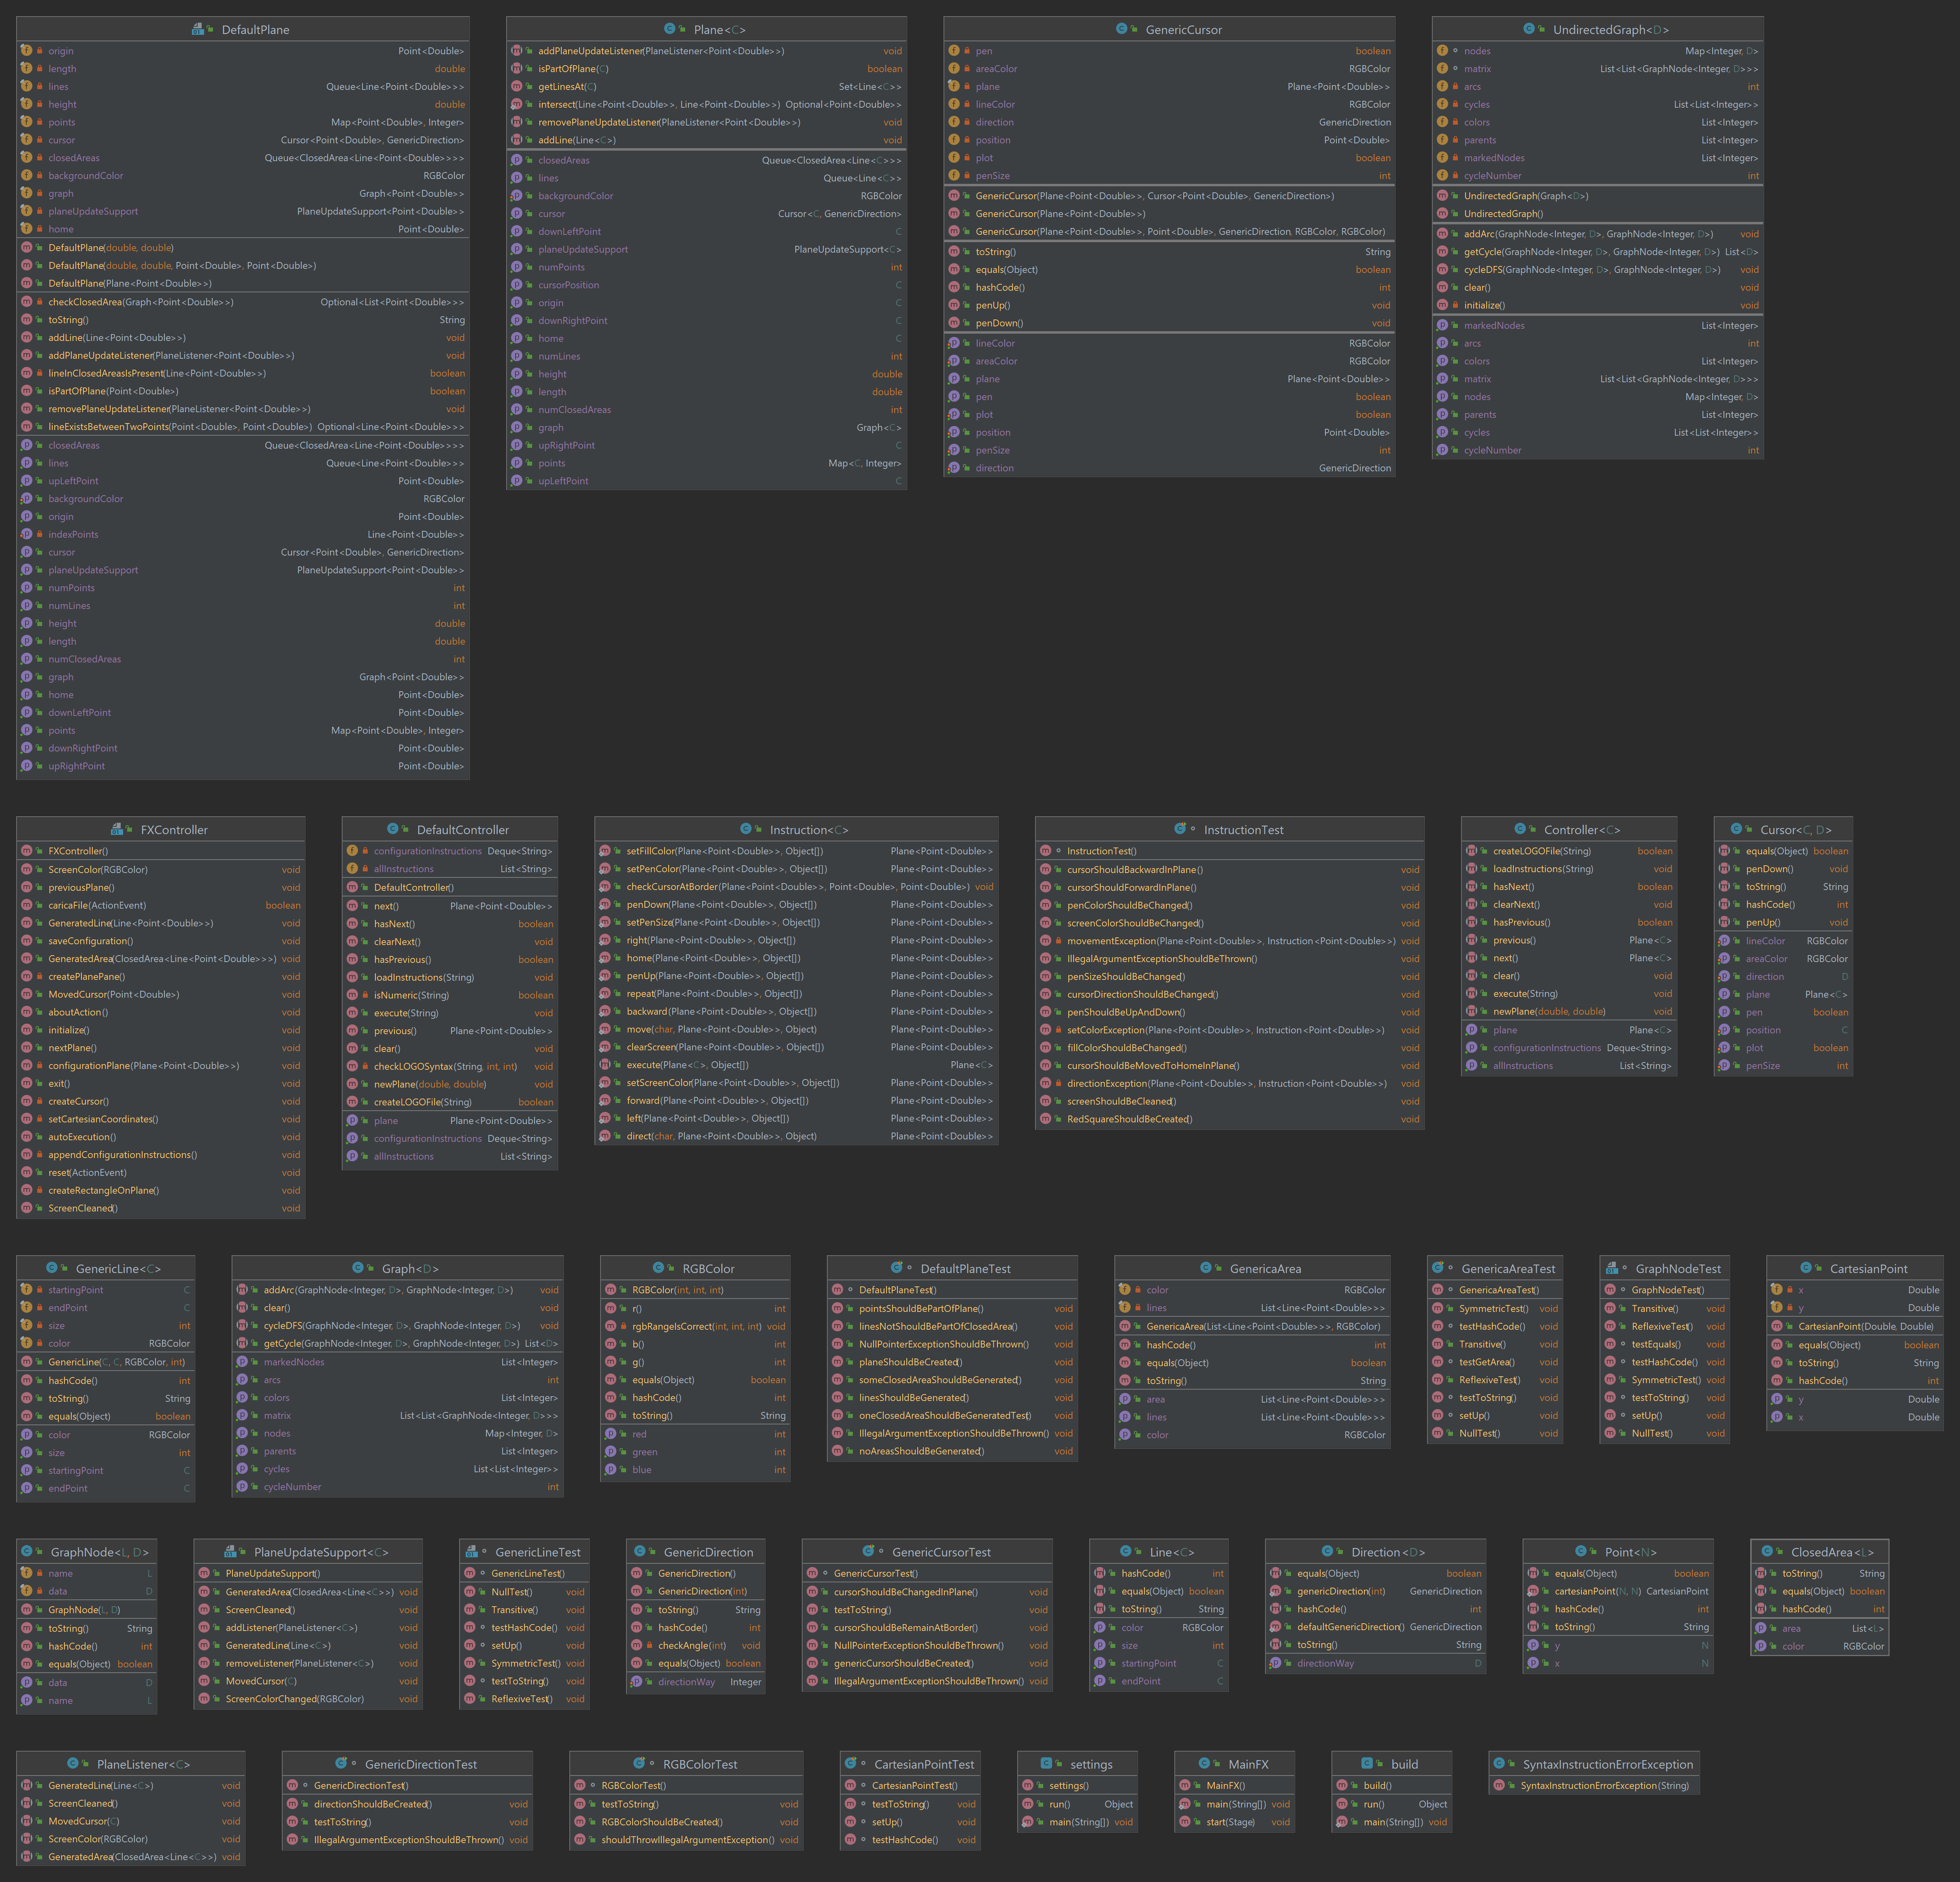 DefaultPlane
origin Point<Double>
length double
lines Queue<Line<Point<Double>>>
height double
points Map<Point<Double>, Integer>
cursor Cursor<Point<Double>, GenericDirection>
closedAreas Queue<ClosedArea<Line<Point<Double>>>>
backgroundColor RGBColor
graph Graph<Point<Double>>
planeUpdateSupport PlaneUpdateSupport<Point<Double>>
home Point<Double>
DefaultPlane(double, double)
DefaultPlane(double, double, Point<Double>, Point<Double>)
DefaultPlane(Plane<Point<Double>>)
checkClosedArea(Graph<Point<Double>>) Optional<List<Point<Double>>>
toString() String
addLine(Line<Point<Double>>) void
addPlaneUpdateListener(PlaneListener<Point<Double>>) void
lineInClosedAreasIsPresent(Line<Point<Double>>) boolean
isPartOfPlane(Point<Double>) boolean
removePlaneUpdateListener(PlaneListener<Point<Double>>) void
lineExistsBetweenTwoPoints(Point<Double>, Point<Double>) Optional<Line<Point<Double>>>
closedAreas Queue<ClosedArea<Line<Point<Double>>>>
lines Queue<Line<Point<Double>>>
upLeftPoint Point<Double>
backgroundColor RGBColor
origin Point<Double>
indexPoints Line<Point<Double>>
cursor Cursor<Point<Double>, GenericDirection>
planeUpdateSupport PlaneUpdateSupport<Point<Double>>
numPoints int
numLines int
height double
length double
numClosedAreas int
graph Graph<Point<Double>>
home Point<Double>
downLeftPoint Point<Double>
points Map<Point<Double>, Integer>
downRightPoint Point<Double>
upRightPoint Point<Double>
Plane<C>
addPlaneUpdateListener(PlaneListener<Point<Double>>) void
isPartOfPlane(C) boolean
getLinesAt(C) Set<Line<C>>
intersect(Line<Point<Double>>, Line<Point<Double>>) Optional<Point<Double>>
removePlaneUpdateListener(PlaneListener<Point<Double>>) void
addLine(Line<C>) void
closedAreas Queue<ClosedArea<Line<C>>>
lines Queue<Line<C>>
backgroundColor RGBColor
cursor Cursor<C, GenericDirection>
downLeftPoint C
planeUpdateSupport PlaneUpdateSupport<C>
numPoints int
cursorPosition C
origin C
downRightPoint C
home C
numLines int
height double
length double
numClosedAreas int
graph Graph<C>
upRightPoint C
points Map<C, Integer>
upLeftPoint C
GenericCursor
pen boolean
areaColor RGBColor
plane Plane<Point<Double>>
lineColor RGBColor
direction GenericDirection
position Point<Double>
plot boolean
penSize int
GenericCursor(Plane<Point<Double>>, Cursor<Point<Double>, GenericDirection>)
GenericCursor(Plane<Point<Double>>)
GenericCursor(Plane<Point<Double>>, Point<Double>, GenericDirection, RGBColor, RGBColor)
toString() String
equals(Object) boolean
hashCode() int
penUp() void
penDown() void
lineColor RGBColor
areaColor RGBColor
plane Plane<Point<Double>>
pen boolean
plot boolean
position Point<Double>
penSize int
direction GenericDirection
UndirectedGraph<D>
nodes Map<Integer, D>
matrix List<List<GraphNode<Integer, D>>>
arcs int
cycles List<List<Integer>>
colors List<Integer>
parents List<Integer>
markedNodes List<Integer>
cycleNumber int
UndirectedGraph(Graph<D>)
UndirectedGraph()
addArc(GraphNode<Integer, D>, GraphNode<Integer, D>) void
getCycle(GraphNode<Integer, D>, GraphNode<Integer, D>) List<D>
cycleDFS(GraphNode<Integer, D>, GraphNode<Integer, D>) void
clear() void
initialize() void
markedNodes List<Integer>
arcs int
colors List<Integer>
matrix List<List<GraphNode<Integer, D>>>
nodes Map<Integer, D>
parents List<Integer>
cycles List<List<Integer>>
cycleNumber int
FXController
FXController()
ScreenColor(RGBColor) void
previousPlane() void
caricaFile(ActionEvent) boolean
GeneratedLine(Line<Point<Double>>) void
saveConfiguration() void
GeneratedArea(ClosedArea<Line<Point<Double>>>) void
createPlanePane() void
MovedCursor(Point<Double>) void
aboutAction() void
initialize() void
nextPlane() void
configurationPlane(Plane<Point<Double>>) void
exit() void
createCursor() void
setCartesianCoordinates() void
autoExecution() void
appendConfigurationInstructions() void
reset(ActionEvent) void
createRectangleOnPlane() void
ScreenCleaned() void
DefaultController
configurationInstructions Deque<String>
allInstructions List<String>
DefaultController()
next() Plane<Point<Double>>
hasNext() boolean
clearNext() void
hasPrevious() boolean
loadInstructions(String) void
isNumeric(String) boolean
execute(String) void
previous() Plane<Point<Double>>
clear() void
checkLOGOSyntax(String, int, int) void
newPlane(double, double) void
createLOGOFile(String) boolean
plane Plane<Point<Double>>
configurationInstructions Deque<String>
allInstructions List<String>
Instruction<C>
setFillColor(Plane<Point<Double>>, Object[]) Plane<Point<Double>>
setPenColor(Plane<Point<Double>>, Object[]) Plane<Point<Double>>
checkCursorAtBorder(Plane<Point<Double>>, Point<Double>, Point<Double>) void
penDown(Plane<Point<Double>>, Object[]) Plane<Point<Double>>
setPenSize(Plane<Point<Double>>, Object[]) Plane<Point<Double>>
right(Plane<Point<Double>>, Object[]) Plane<Point<Double>>
home(Plane<Point<Double>>, Object[]) Plane<Point<Double>>
penUp(Plane<Point<Double>>, Object[]) Plane<Point<Double>>
repeat(Plane<Point<Double>>, Object[]) Plane<Point<Double>>
backward(Plane<Point<Double>>, Object[]) Plane<Point<Double>>
move(char, Plane<Point<Double>>, Object) Plane<Point<Double>>
clearScreen(Plane<Point<Double>>, Object[]) Plane<Point<Double>>
execute(Plane<C>, Object[]) Plane<C>
setScreenColor(Plane<Point<Double>>, Object[]) Plane<Point<Double>>
forward(Plane<Point<Double>>, Object[]) Plane<Point<Double>>
left(Plane<Point<Double>>, Object[]) Plane<Point<Double>>
direct(char, Plane<Point<Double>>, Object) Plane<Point<Double>>
InstructionTest
InstructionTest()
cursorShouldBackwardInPlane() void
cursorShouldForwardInPlane() void
penColorShouldBeChanged() void
screenColorShouldBeChanged() void
movementException(Plane<Point<Double>>, Instruction<Point<Double>>) void
IllegalArgumentExceptionShouldBeThrown() void
penSizeShouldBeChanged() void
cursorDirectionShouldBeChanged() void
penShouldBeUpAndDown() void
setColorException(Plane<Point<Double>>, Instruction<Point<Double>>) void
fillColorShouldBeChanged() void
cursorShouldBeMovedToHomeInPlane() void
directionException(Plane<Point<Double>>, Instruction<Point<Double>>) void
screenShouldBeCleaned() void
RedSquareShouldBeCreated() void
Controller<C>
createLOGOFile(String) boolean
loadInstructions(String) void
hasNext() boolean
clearNext() void
hasPrevious() boolean
previous() Plane<C>
next() Plane<C>
clear() void
execute(String) void
newPlane(double, double) void
plane Plane<C>
configurationInstructions Deque<String>
allInstructions List<String>
Cursor<C, D>
equals(Object) boolean
penDown() void
toString() String
hashCode() int
penUp() void
lineColor RGBColor
areaColor RGBColor
direction D
plane Plane<C>
pen boolean
position C
plot boolean
penSize int
GenericLine<C>
startingPoint C
endPoint C
size int
color RGBColor
GenericLine(C, C, RGBColor, int)
hashCode() int
toString() String
equals(Object) boolean
color RGBColor
size int
startingPoint C
endPoint C
Graph<D>
addArc(GraphNode<Integer, D>, GraphNode<Integer, D>) void
clear() void
cycleDFS(GraphNode<Integer, D>, GraphNode<Integer, D>) void
getCycle(GraphNode<Integer, D>, GraphNode<Integer, D>) List<D>
markedNodes List<Integer>
arcs int
colors List<Integer>
matrix List<List<GraphNode<Integer, D>>>
nodes Map<Integer, D>
parents List<Integer>
cycles List<List<Integer>>
cycleNumber int
RGBColor
RGBColor(int, int, int)
r() int
rgbRangeIsCorrect(int, int, int) void
b() int
g() int
equals(Object) boolean
hashCode() int
toString() String
red int
green int
blue int
DefaultPlaneTest
DefaultPlaneTest()
pointsShouldBePartOfPlane() void
linesNotShouldBePartOfClosedArea() void
NullPointerExceptionShouldBeThrown() void
planeShouldBeCreated() void
someClosedAreaShouldBeGenerated() void
linesShouldBeGenerated() void
oneClosedAreaShouldBeGeneratedTest() void
IllegalArgumentExceptionShouldBeThrown() void
noAreasShouldBeGenerated() void
GenericaArea
color RGBColor
lines List<Line<Point<Double>>>
GenericaArea(List<Line<Point<Double>>>, RGBColor)
hashCode() int
equals(Object) boolean
toString() String
area List<Line<Point<Double>>>
lines List<Line<Point<Double>>>
color RGBColor
GenericaAreaTest
GenericaAreaTest()
SymmetricTest() void
testHashCode() void
Transitive() void
testGetArea() void
ReflexiveTest() void
testToString() void
setUp() void
NullTest() void
GraphNodeTest
GraphNodeTest()
Transitive() void
ReflexiveTest() void
testEquals() void
testHashCode() void
SymmetricTest() void
testToString() void
setUp() void
NullTest() void
CartesianPoint
x Double
y Double
CartesianPoint(Double, Double)
equals(Object) boolean
toString() String
hashCode() int
y Double
x Double
GraphNode<L, D>
name L
data D
GraphNode(L, D)
toString() String
hashCode() int
equals(Object) boolean
data D
name L
PlaneUpdateSupport<C>
PlaneUpdateSupport()
GeneratedArea(ClosedArea<Line<C>>) void
ScreenCleaned() void
addListener(PlaneListener<C>) void
GeneratedLine(Line<C>) void
removeListener(PlaneListener<C>) void
MovedCursor(C) void
ScreenColorChanged(RGBColor) void
GenericLineTest
GenericLineTest()
NullTest() void
Transitive() void
testHashCode() void
setUp() void
SymmetricTest() void
testToString() void
ReflexiveTest() void
GenericDirection
GenericDirection()
GenericDirection(int)
toString() String
hashCode() int
checkAngle(int) void
equals(Object) boolean
directionWay Integer
GenericCursorTest
GenericCursorTest()
cursorShouldBeChangedInPlane() void
testToString() void
cursorShouldBeRemainAtBorder() void
NullPointerExceptionShouldBeThrown() void
genericCursorShouldBeCreated() void
IllegalArgumentExceptionShouldBeThrown() void
Line<C>
hashCode() int
equals(Object) boolean
toString() String
color RGBColor
size int
startingPoint C
endPoint C
Direction<D>
equals(Object) boolean
genericDirection(int) GenericDirection
hashCode() int
defaultGenericDirection() GenericDirection
toString() String
directionWay D
Point<N>
equals(Object) boolean
cartesianPoint(N, N) CartesianPoint
hashCode() int
toString() String
y N
x N
ClosedArea<L>
toString() String
equals(Object) boolean
hashCode() int
area List<L>
color RGBColor
PlaneListener<C>
GeneratedLine(Line<C>) void
ScreenCleaned() void
MovedCursor(C) void
ScreenColor(RGBColor) void
GeneratedArea(ClosedArea<Line<C>>) void
GenericDirectionTest
GenericDirectionTest()
directionShouldBeCreated() void
testToString() void
IllegalArgumentExceptionShouldBeThrown() void
RGBColorTest
RGBColorTest()
testToString() void
RGBColorShouldBeCreated() void
shouldThrowIllegalArgumentException() void
CartesianPointTest
CartesianPointTest()
testToString() void
setUp() void
testHashCode() void
settings
settings()
run() Object
main(String[]) void
MainFX
MainFX()
main(String[]) void
start(Stage) void
build
build()
run() Object
main(String[]) void
SyntaxInstructionErrorException
SyntaxInstructionErrorException(String)